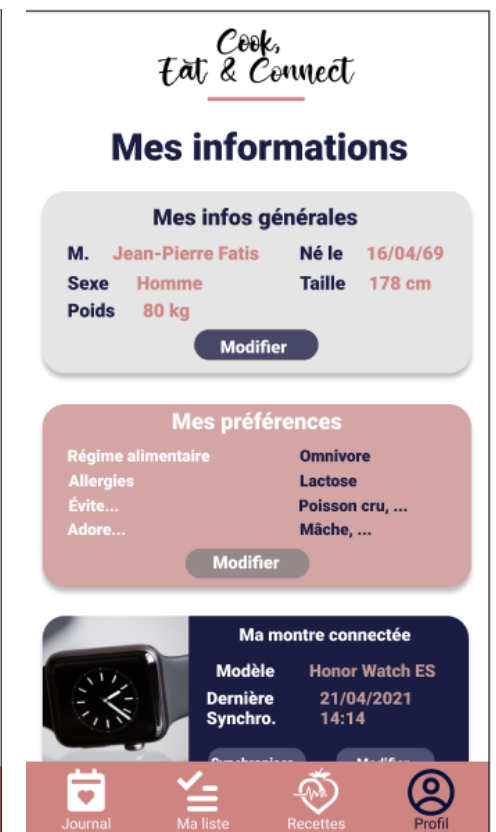 Cook,
Eat & Connect
Mes informations
Mes infos générales
M. Jean-Pierre Fatis Né le 16/04/69
Sexe Homme Taille 178 cm
Poids 80 kg
Modifier
Mes préférences
Régime alimentaire Omnivore
Allergies Lactose
Évite... Poisson cru, ...
Adore... Mâche, ...
Modifier
Ma montre connectée
Modèle Honor Watch ES
Dernière 21/04/2021
Synchro. 14:14
Synchroniser Modifier
Journal Ma liste Recettes Profil